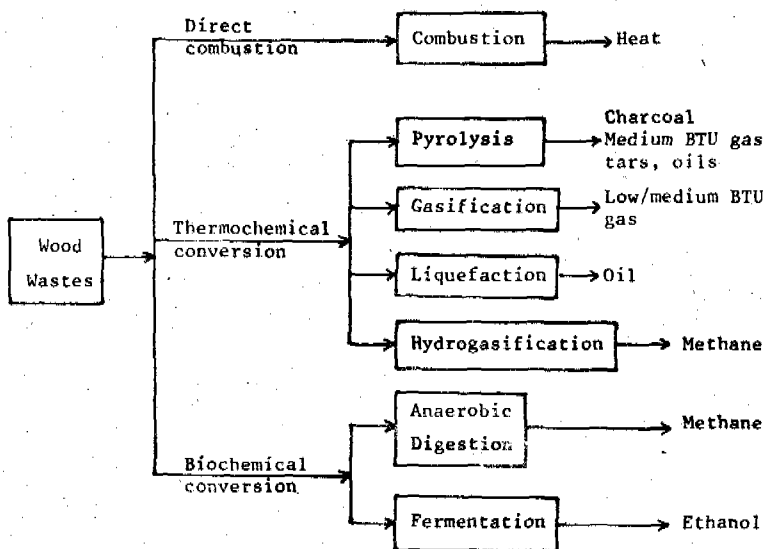 Direct
combustion
Combustion
Heat
Pyrolysis
Charcoal
Medium BTU gas
tars, oils
Gasification
Low/medium BTU
gas
Wood
Wastes
Thermochemical
conversion
Liquefaction
Oil
Hydrogasification
Methane
Anaerobic
Digestion
Methane
Biochemical
conversion
Fermentation
Ethanol